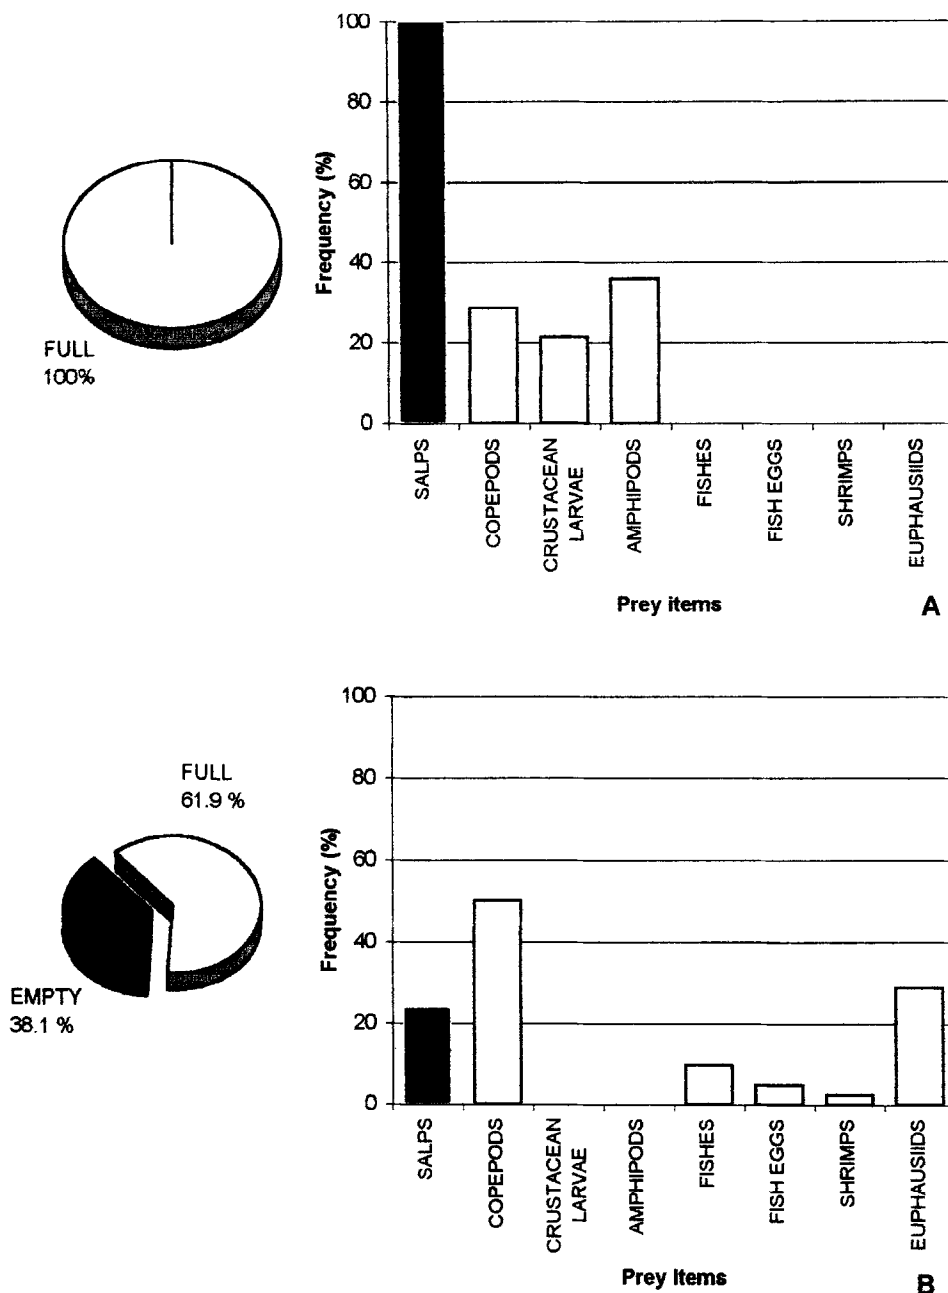 FULL
100%
Frequency (%)
100
80
60
40
20
0
SALPS
COPEPODS
CRUSTACEAN
LARVAE
AMPHIPODS
FISHES
FISH EGGS
SHRIMPS
EUPHAUSIIDS
Prey items
A
FULL
61.9 %
EMPTY
38.1 %
Frequency (%)
100
80
60
40
20
0
SALPS
COPEPODS
CRUSTACEAN
LARVAE
AMPHIPODS
FISHES
FISH EGGS
SHRIMPS
EUPHAUSIIDS
Prey Items
B